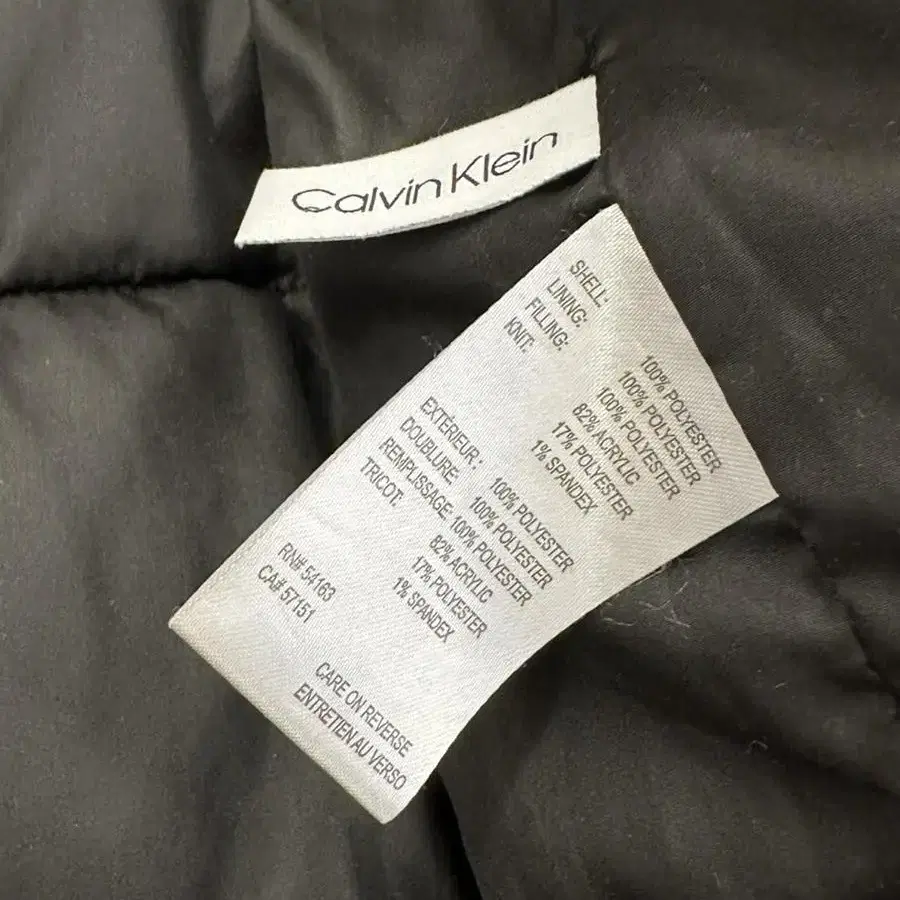 Calvin Klein
SHELL: 100% POLYESTER
LINING: 100% POLYESTER
FILLING: 100% POLYESTER
KNIT: 82% ACRYLIC
17% POLYESTER
1% SPANDEX
EXTÉRIEUR: 100% POLYESTER
DOUBLURE: 100% POLYESTER
REMPLISSAGE: 100% POLYESTER
TRICOT: 82% ACRYLIC
17% POLYESTER
1% SPANDEX
RN# 54163
CA# 57151
CARE ON REVERSE
ENTRETIEN AU VERSO